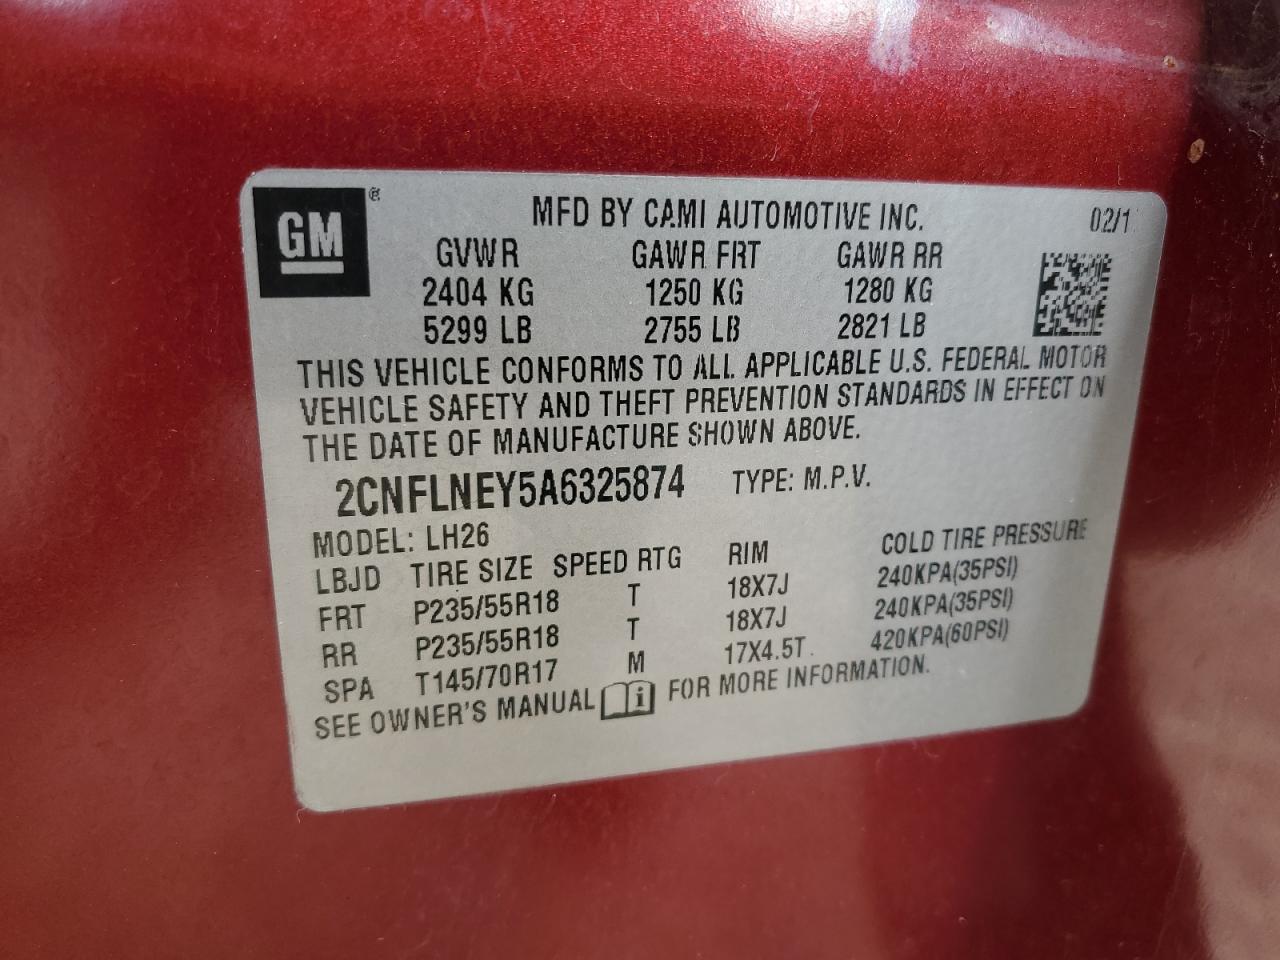 GM ®
MFD BY CAMI AUTOMOTIVE INC. 02/1
GVWR GAWR FRT GAWR RR
2404 KG 1250 KG 1280 KG
5299 LB 2755 LB 2821 LB
THIS VEHICLE CONFORMS TO ALL APPLICABLE U.S. FEDERAL MOTOR
VEHICLE SAFETY AND THEFT PREVENTION STANDARDS IN EFFECT ON
THE DATE OF MANUFACTURE SHOWN ABOVE.
2CNFLNEY5A6325874 TYPE: M.P.V.
MODEL: LH26
LBJD TIRE SIZE SPEED RTG RIM COLD TIRE PRESSURE
FRT P235/55R18 T 18X7J 240KPA(35PSI)
RR P235/55R18 T 18X7J 240KPA(35PSI)
SPA T145/70R17 M 17X4.5T 420KPA(60PSI)
SEE OWNER'S MANUAL i FOR MORE INFORMATION.